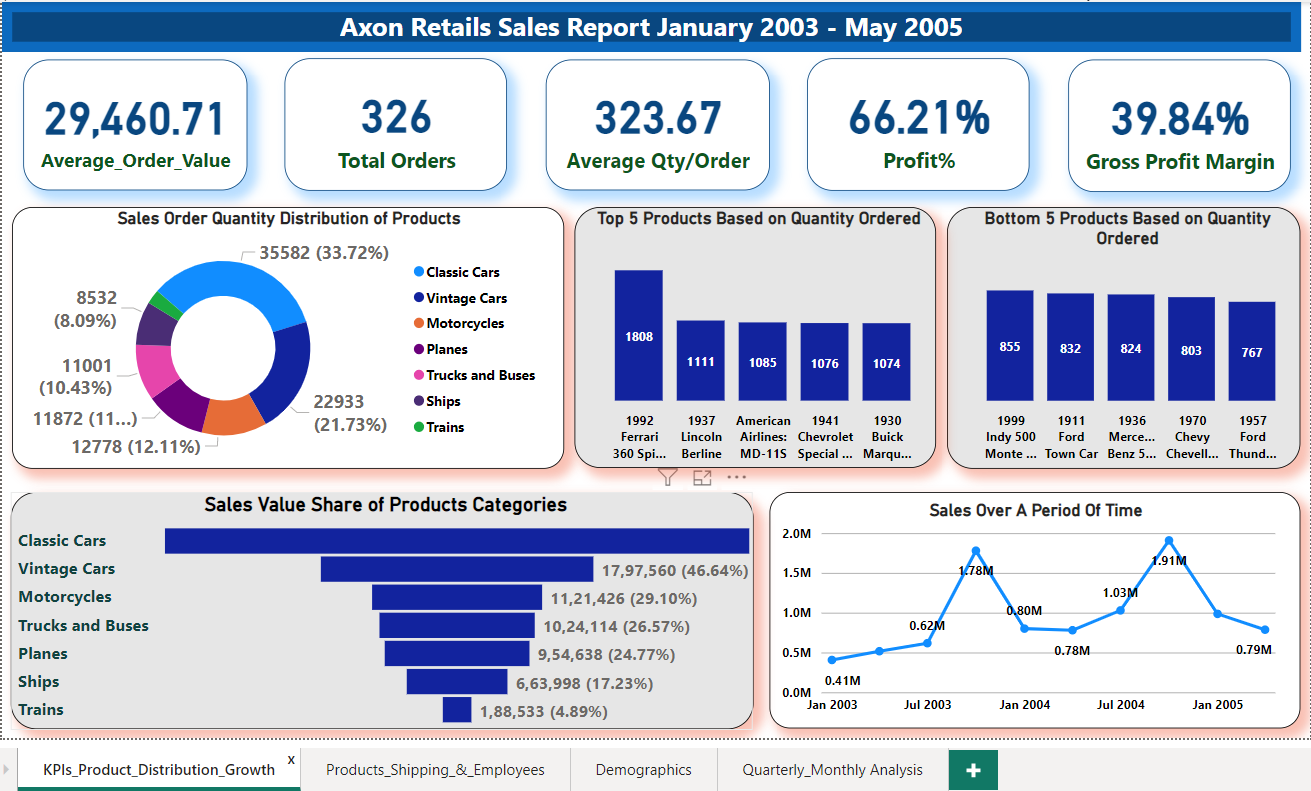 Axon Retails Sales Report January 2003 - May 2005
29,460.71
Average_Order_Value
326
Total Orders
323.67
Average Qty/Order
66.21%
Profit%
39.84%
Gross Profit Margin
Sales Order Quantity Distribution of Products
35582 (33.72%)
22933
(21.73%)
12778 (12.11%)
11872 (11...)
11001
(10.43%)
8532
(8.09%)
Classic Cars
Vintage Cars
Motorcycles
Planes
Trucks and Buses
Ships
Trains
Top 5 Products Based on Quantity Ordered
1808
1111
1085
1076
1074
1992
Ferrari
360 Spi...
1937
Lincoln
Berline
American
Airlines:
MD-11S
1941
Chevrolet
Special ...
1930
Buick
Marqu...
Bottom 5 Products Based on Quantity
Ordered
855
832
824
803
767
1999
Indy 500
Monte ...
1911
Ford
Town Car
1936
Merce...
Benz 5...
1970
Chevy
Chevell...
1957
Ford
Thund...
Sales Value Share of Products Categories
Classic Cars
Vintage Cars
17,97,560 (46.64%)
Motorcycles
11,21,426 (29.10%)
Trucks and Buses
10,24,114 (26.57%)
Planes
9,54,638 (24.77%)
Ships
6,63,998 (17.23%)
Trains
1,88,533 (4.89%)
Sales Over A Period Of Time
2.0M
1.5M
1.0M
0.5M
0.0M
0.41M
0.62M
1.78M
0.80M
0.78M
1.03M
1.91M
0.79M
Jan 2003
Jul 2003
Jan 2004
Jul 2004
Jan 2005
KPIs_Product_Distribution_Growth
x
Products_Shipping_&_Employees
Demographics
Quarterly_Monthly Analysis
+